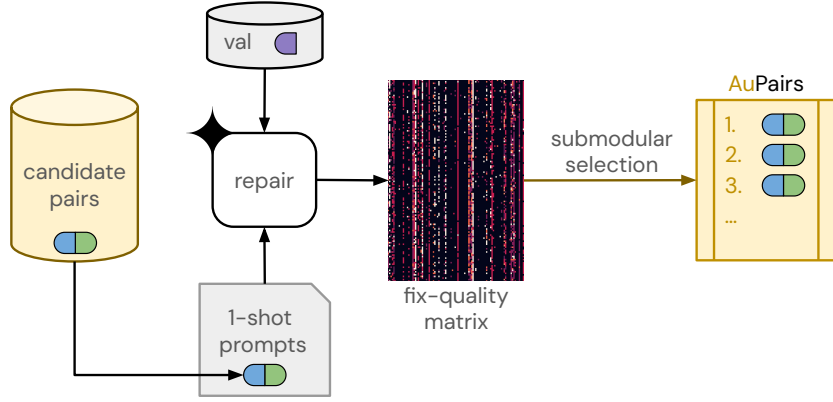 val
candidate
pairs
repair
1-shot
prompts
fix-quality
matrix
submodular
selection
AuPairs
1.
2.
3.
...